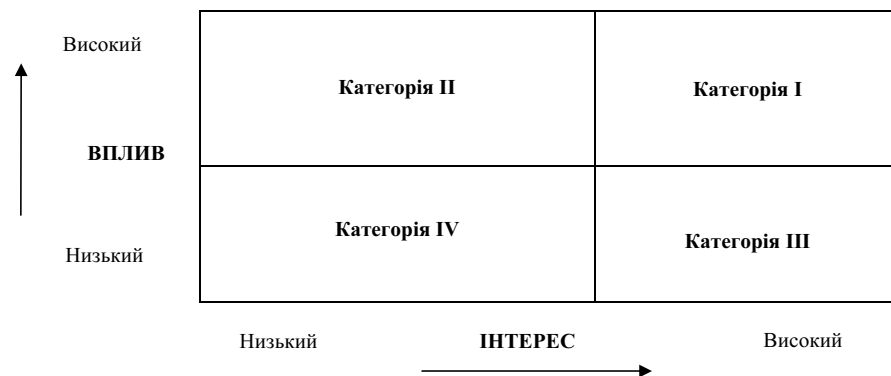 Високий
Категорія II
Категорія I
ВПЛИВ
Категорія IV
Категорія III
Низький
Низький
ІНТЕРЕС
Високий